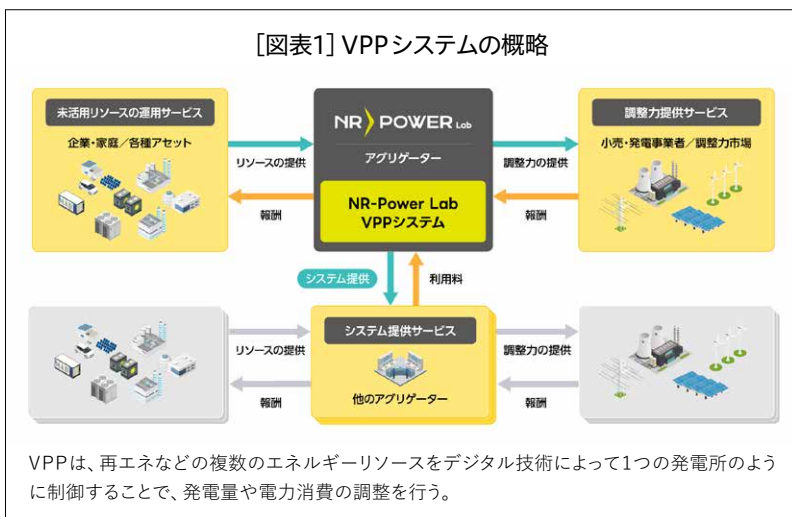 [図表1] VPPシステムの概略
未活用リソースの運用サービス
企業・家庭/各種アセット
リソースの提供
報酬
NR POWER Lab
アグリゲーター
NR-Power Lab
VPPシステム
調整力の提供
報酬
調整力提供サービス
小売・発電事業者/調整力市場
システム提供
利用料
リソースの提供
報酬
システム提供サービス
他のアグリゲーター
調整力の提供
報酬
VPPは、再エネなどの複数のエネルギーリソースをデジタル技術によって1つの発電所のよう
に制御することで、発電量や電力消費の調整を行う。